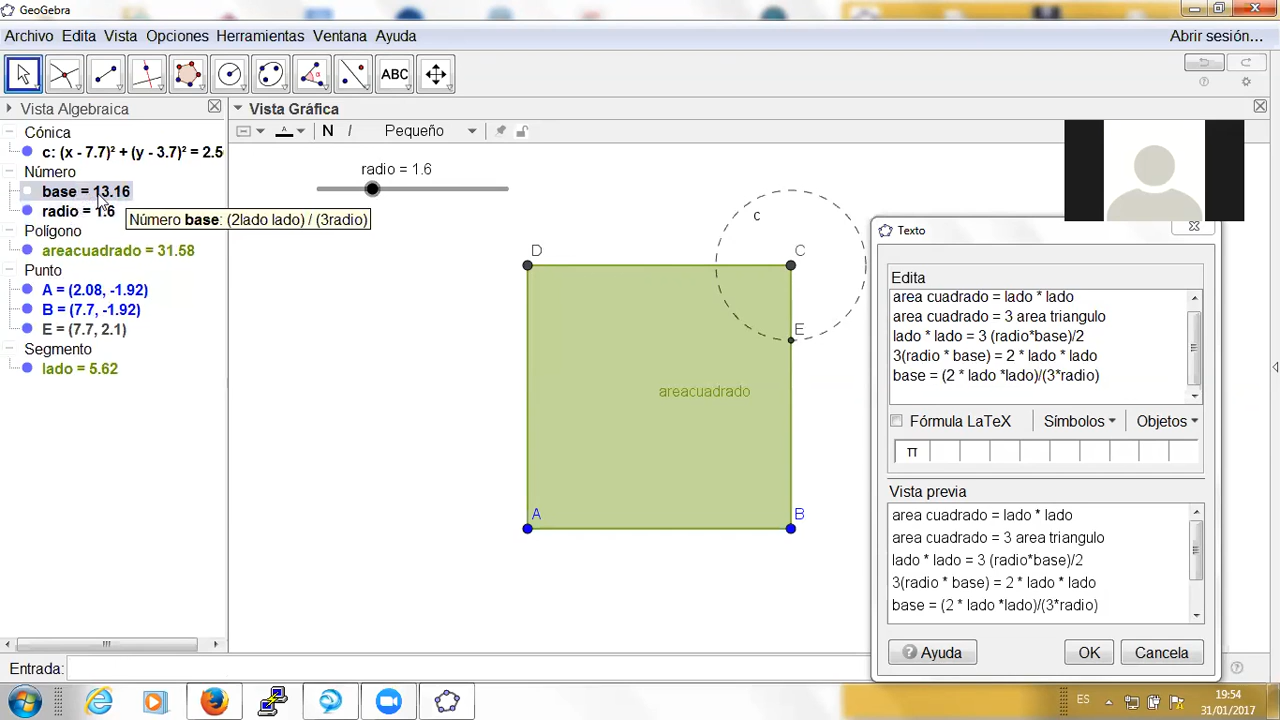 GeoGebra
Archivo Edita Vista Opciones Herramientas Ventana Ayuda Abrir sesión...
ABC
Vista Algebraica
Vista Gráfica
N I Pequeño
Cónica
c: (x - 7.7)² + (y - 3.7)² = 2.5
Número
base = 13.16
radio = 1.6
Número base: (2lado lado) / (3radio)
Polígono
areacuadrado = 31.58
Punto
A = (2.08, -1.92)
B = (7.7, -1.92)
E = (7.7, 2.1)
Segmento
lado = 5.62
radio = 1.6
c
D
C
E
areacuadrado
A
B
Texto
Edita
area cuadrado = lado * lado
area cuadrado = 3 area triangulo
lado * lado = 3 (radio*base)/2
3(radio * base) = 2 * lado * lado
base = (2 * lado *lado)/(3*radio)
Fórmula LaTeX Símbolos Objetos
π
Vista previa
area cuadrado = lado * lado
area cuadrado = 3 area triangulo
lado * lado = 3 (radio*base)/2
3(radio * base) = 2 * lado * lado
base = (2 * lado *lado)/(3*radio)
Ayuda OK Cancela
Entrada:
ES
19:54
31/01/2017